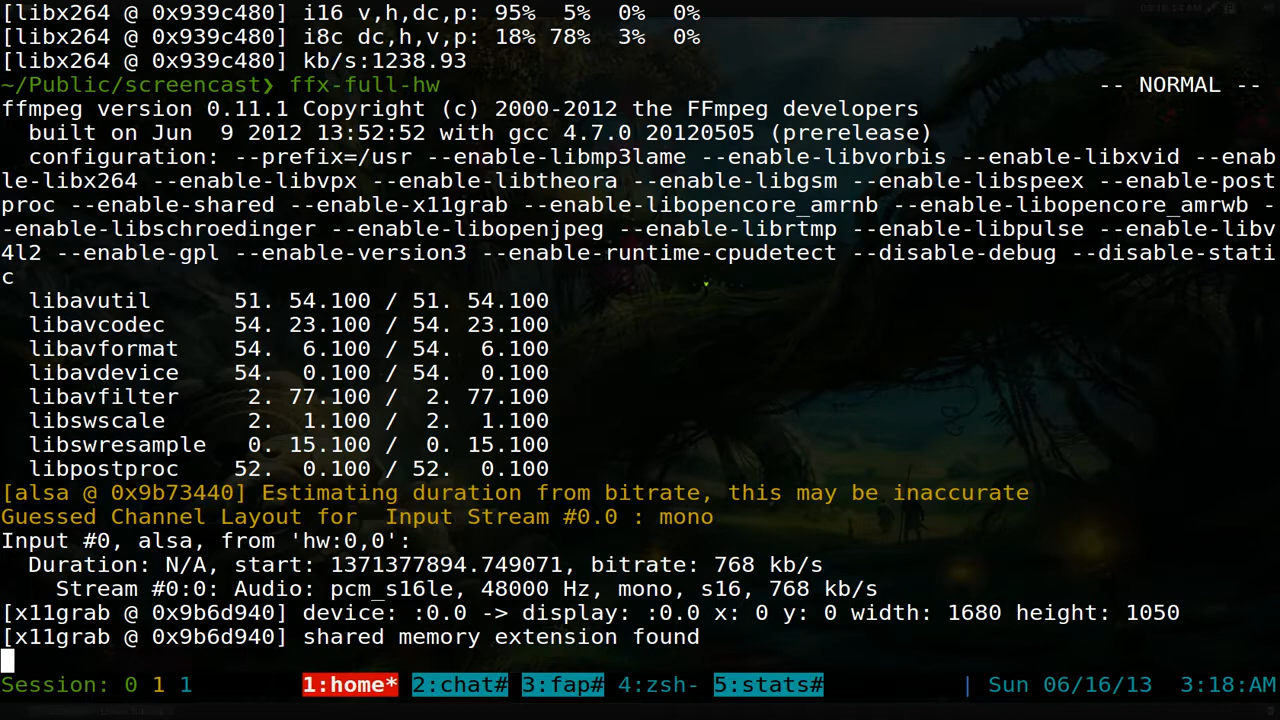 [libx264 @ 0x939c480] i16 v,h,dc,p: 95%  5%  0%  0%
[libx264 @ 0x939c480] i8c dc,h,v,p: 18% 78%  3%  0%
[libx264 @ 0x939c480] kb/s:1238.93
~/Public/screencast❯ ffx-full-hw                                                -- NORMAL --
ffmpeg version 0.11.1 Copyright (c) 2000-2012 the FFmpeg developers
  built on Jun  9 2012 13:52:52 with gcc 4.7.0 20120505 (prerelease)
  configuration: --prefix=/usr --enable-libmp3lame --enable-libvorbis --enable-libxvid --enab
le-libx264 --enable-libvpx --enable-libtheora --enable-libgsm --enable-libspeex --enable-post
proc --enable-shared --enable-x11grab --enable-libopencore_amrnb --enable-libopencore_amrwb -
-enable-libschroedinger --enable-libopenjpeg --enable-librtmp --enable-libpulse --enable-libv
4l2 --enable-gpl --enable-version3 --enable-runtime-cpudetect --disable-debug --disable-stati
c
  libavutil      51. 54.100 / 51. 54.100
  libavcodec     54. 23.100 / 54. 23.100
  libavformat    54.  6.100 / 54.  6.100
  libavdevice    54.  0.100 / 54.  0.100
  libavfilter     2. 77.100 /  2. 77.100
  libswscale      2.  1.100 /  2.  1.100
  libswresample   0. 15.100 /  0. 15.100
  libpostproc    52.  0.100 / 52.  0.100
[alsa @ 0x9b73440] Estimating duration from bitrate, this may be inaccurate
Guessed Channel Layout for  Input Stream #0.0 : mono
Input #0, alsa, from 'hw:0,0':
  Duration: N/A, start: 1371377894.749071, bitrate: 768 kb/s
    Stream #0:0: Audio: pcm_s16le, 48000 Hz, mono, s16, 768 kb/s
[x11grab @ 0x9b6d940] device: :0.0 -> display: :0.0 x: 0 y: 0 width: 1680 height: 1050
[x11grab @ 0x9b6d940] shared memory extension found
Session: 0 1 1        1:home* 2:chat# 3:fap# 4:zsh- 5:stats#          | Sun 06/16/13  3:18:AM